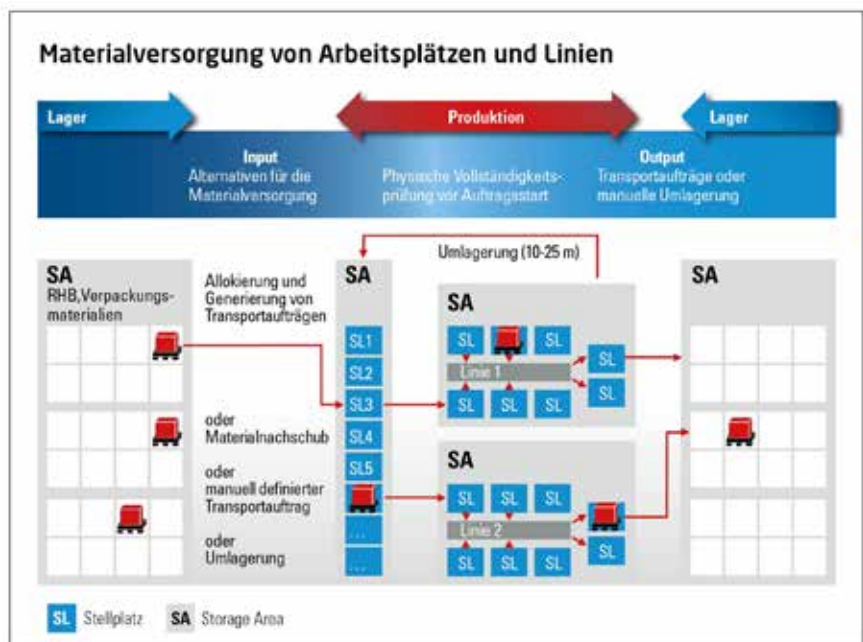 Materialversorgung von Arbeitsplätzen und Linien
Lager
Produktion
Lager
Input
Alternativen für die
Materialversorgung
Physische Vollständigkeits-
prüfung vor Auftragsstart
Output
Transportaufträge oder
manuelle Umlagerung
SA
RHB,Verpackungs-
materialien
Allokierung und
Generierung von
Transportaufträgen
oder
Materialnachschub
oder
manuell definierter
Transportauftrag
oder
Umlagerung
SA
SL1
SL2
SL3
SL4
SL5
...
...
Umlagerung (10-25 m)
SA
SL
SL
SL
Linie 1
SL
SL
SL
SL
SL
SA
SL
SL
SL
Linie 2
SL
SL
SL
SL
SA
SL Stellplatz
SA Storage Area